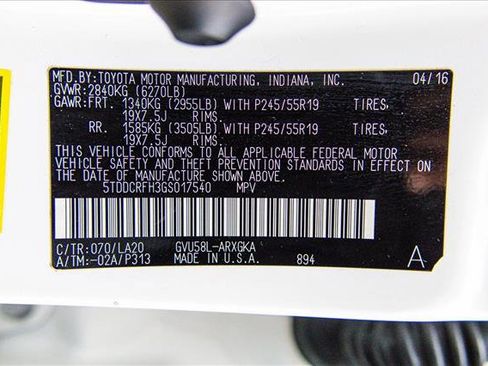 MFD.BY:TOYOTA MOTOR MANUFACTURING, INDIANA, INC. 04/16
GVWR: 2840KG (6270LB)
GAWR:FRT. 1340KG (2955LB) WITH P245/55R19 TIRES,
19X7.5J RIMS.
RR. 1585KG (3505LB) WITH P245/55R19 TIRES,
19X7.5J RIMS.
THIS VEHICLE CONFORMS TO ALL APPLICABLE FEDERAL MOTOR
VEHICLE SAFETY AND THEFT PREVENTION STANDARDS IN EFFECT ON
THE DATE OF MANUFACTURE SHOWN ABOVE.
5TDDCRFH3GS017540 MPV
C/TR:070/LA20 GVU58L-ARXGKA
A/TM:-02A/P313 MADE IN U.S.A. 894 A